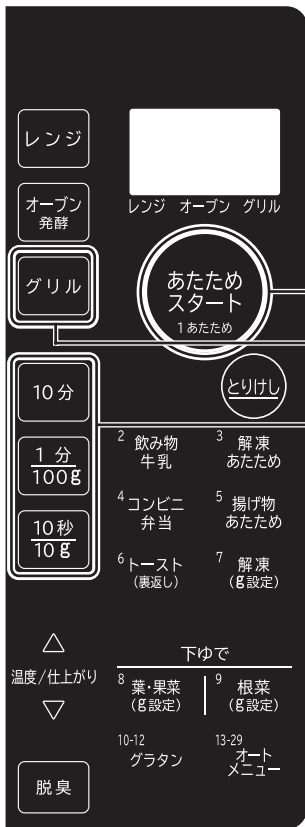 レンジ
オーブン
発酵
グリル
レンジ オーブン グリル
あたため
スタート
1あたため
10分
1分
100g
10秒
10g
とりけし
2 飲み物
牛乳
3 解凍
あたため
4 コンビニ
弁当
5 揚げ物
あたため
6 トースト
(裏返し)
7 解凍
(g設定)
△
温度/仕上がり
▽
下ゆで
8 葉・果菜
(g設定)
9 根菜
(g設定)
10-12
グラタン
13-29
オート
メニュー
脱臭